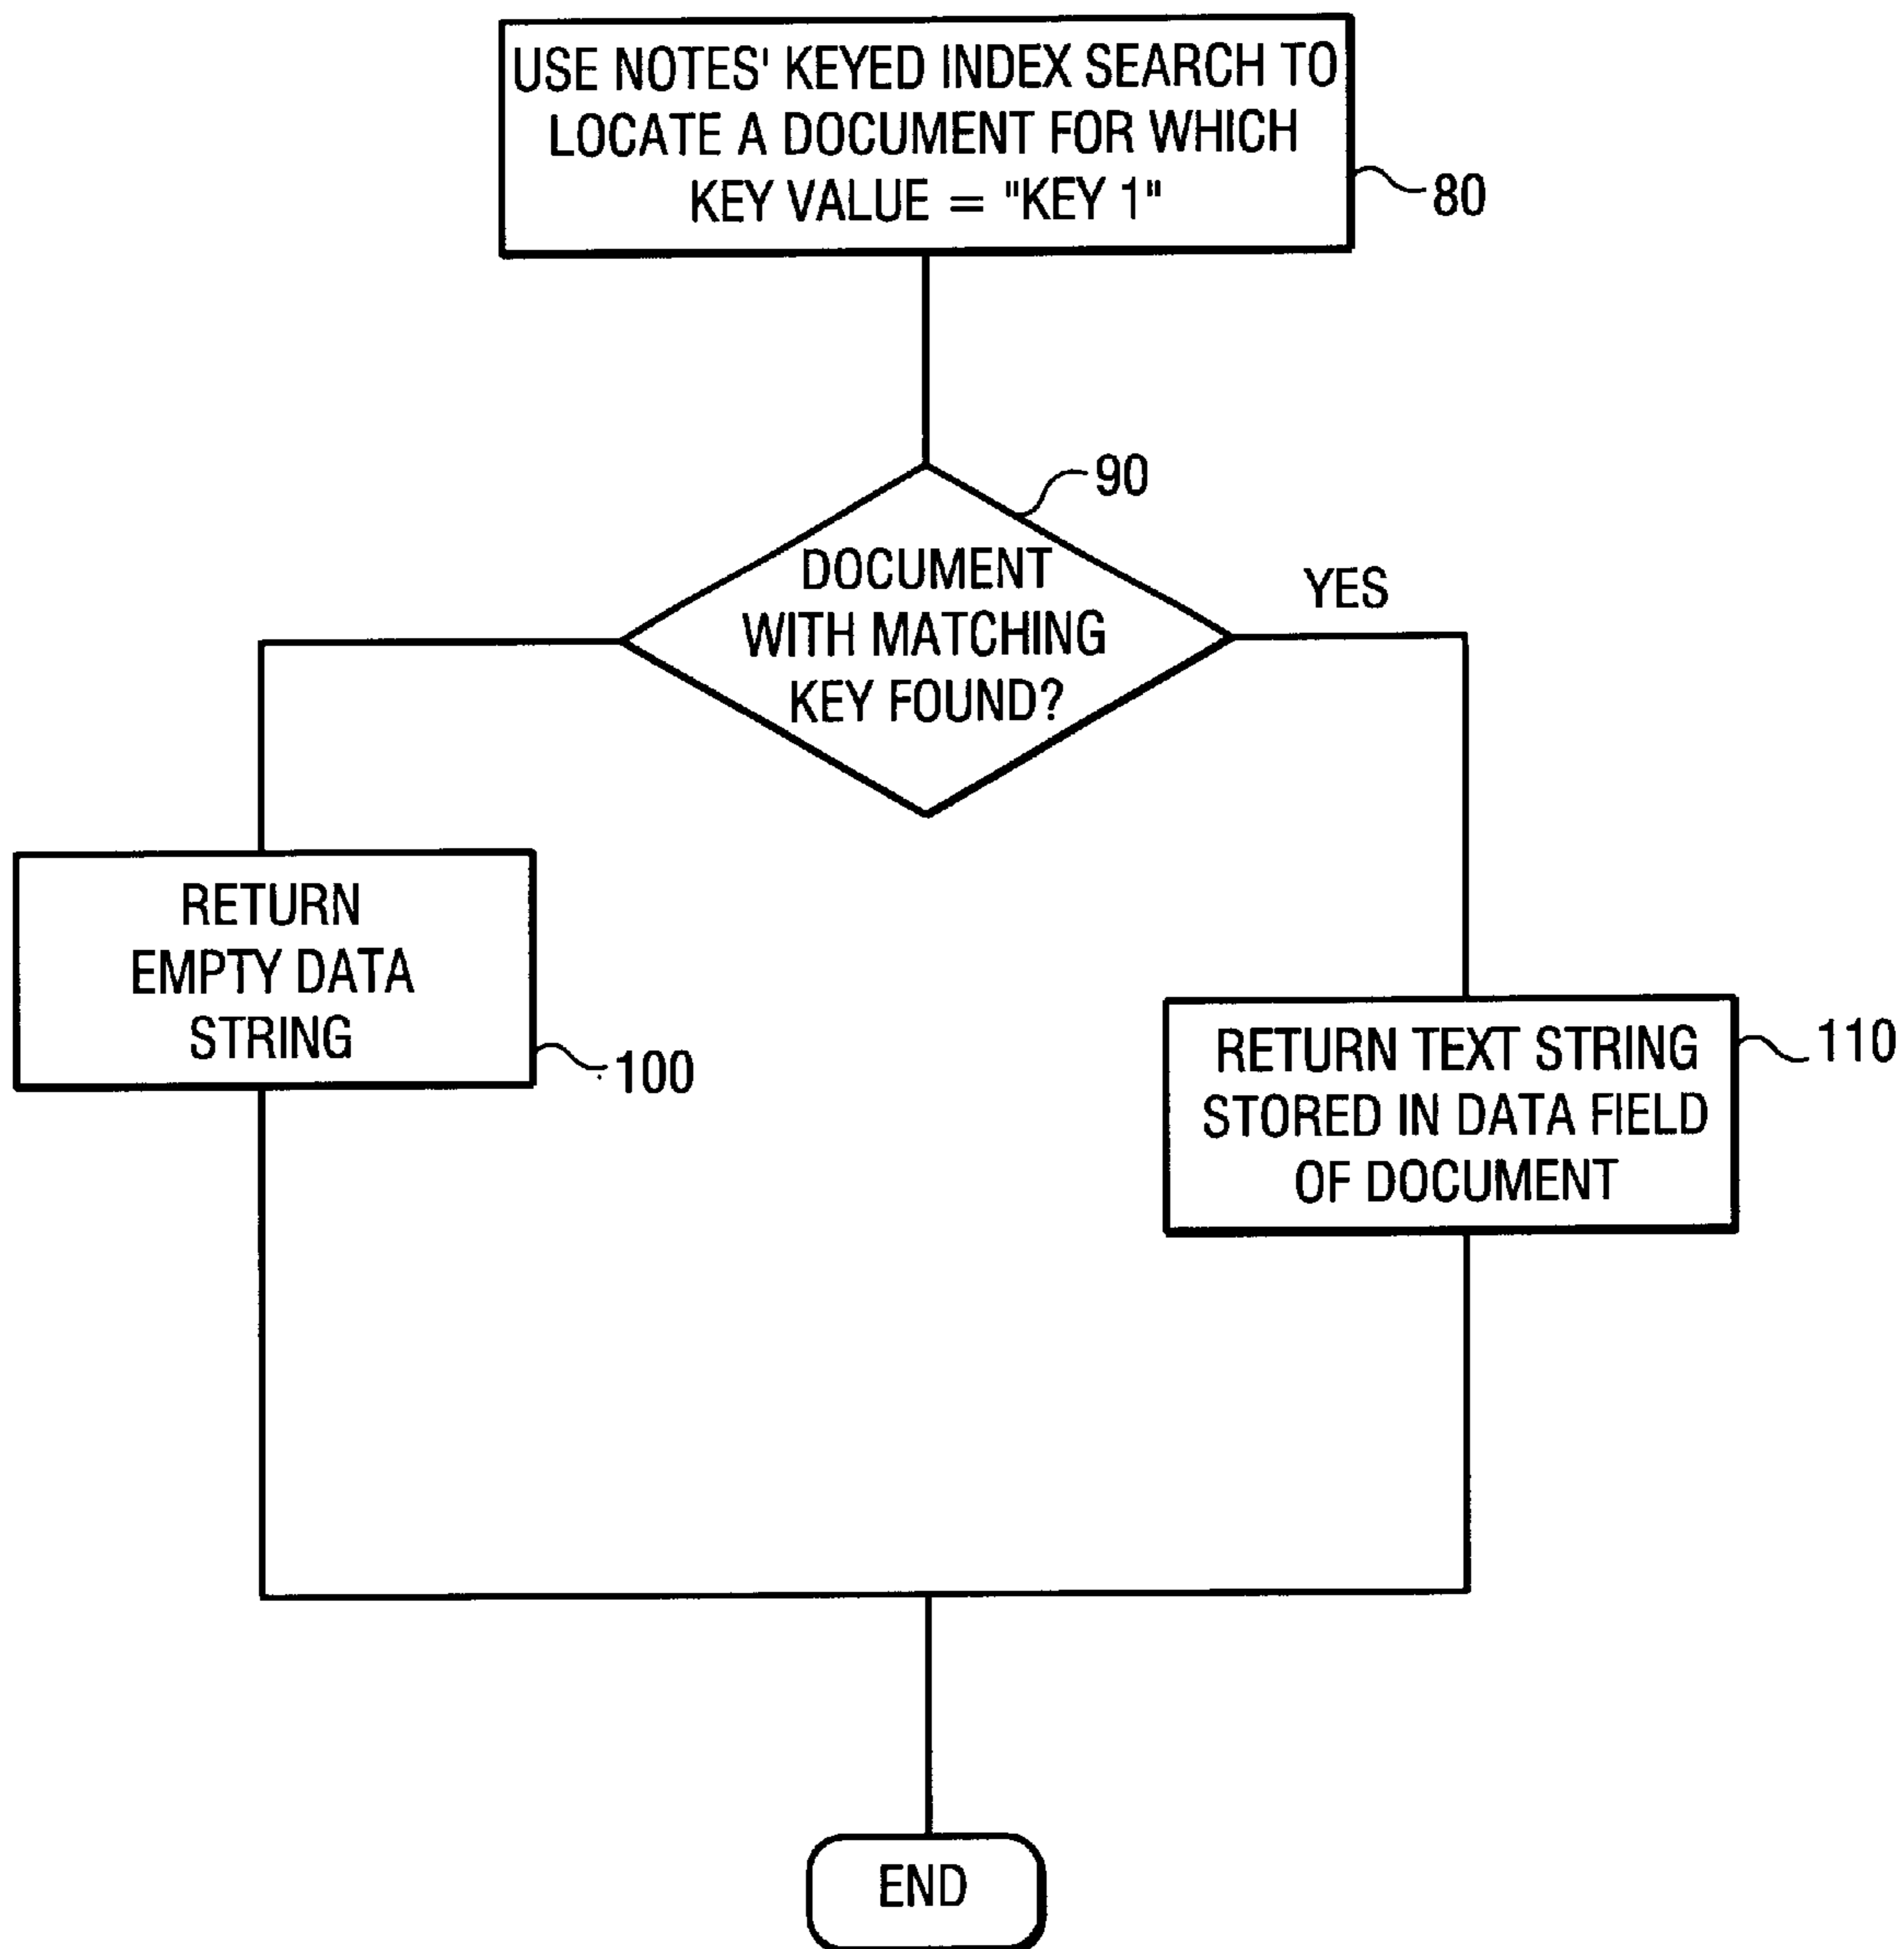 USE NOTES' KEYED INDEX SEARCH TO
LOCATE A DOCUMENT FOR WHICH
KEY VALUE = "KEY 1"
80
90
DOCUMENT
WITH MATCHING
KEY FOUND?
YES
RETURN
EMPTY DATA
STRING
100
RETURN TEXT STRING
STORED IN DATA FIELD
OF DOCUMENT
110
END